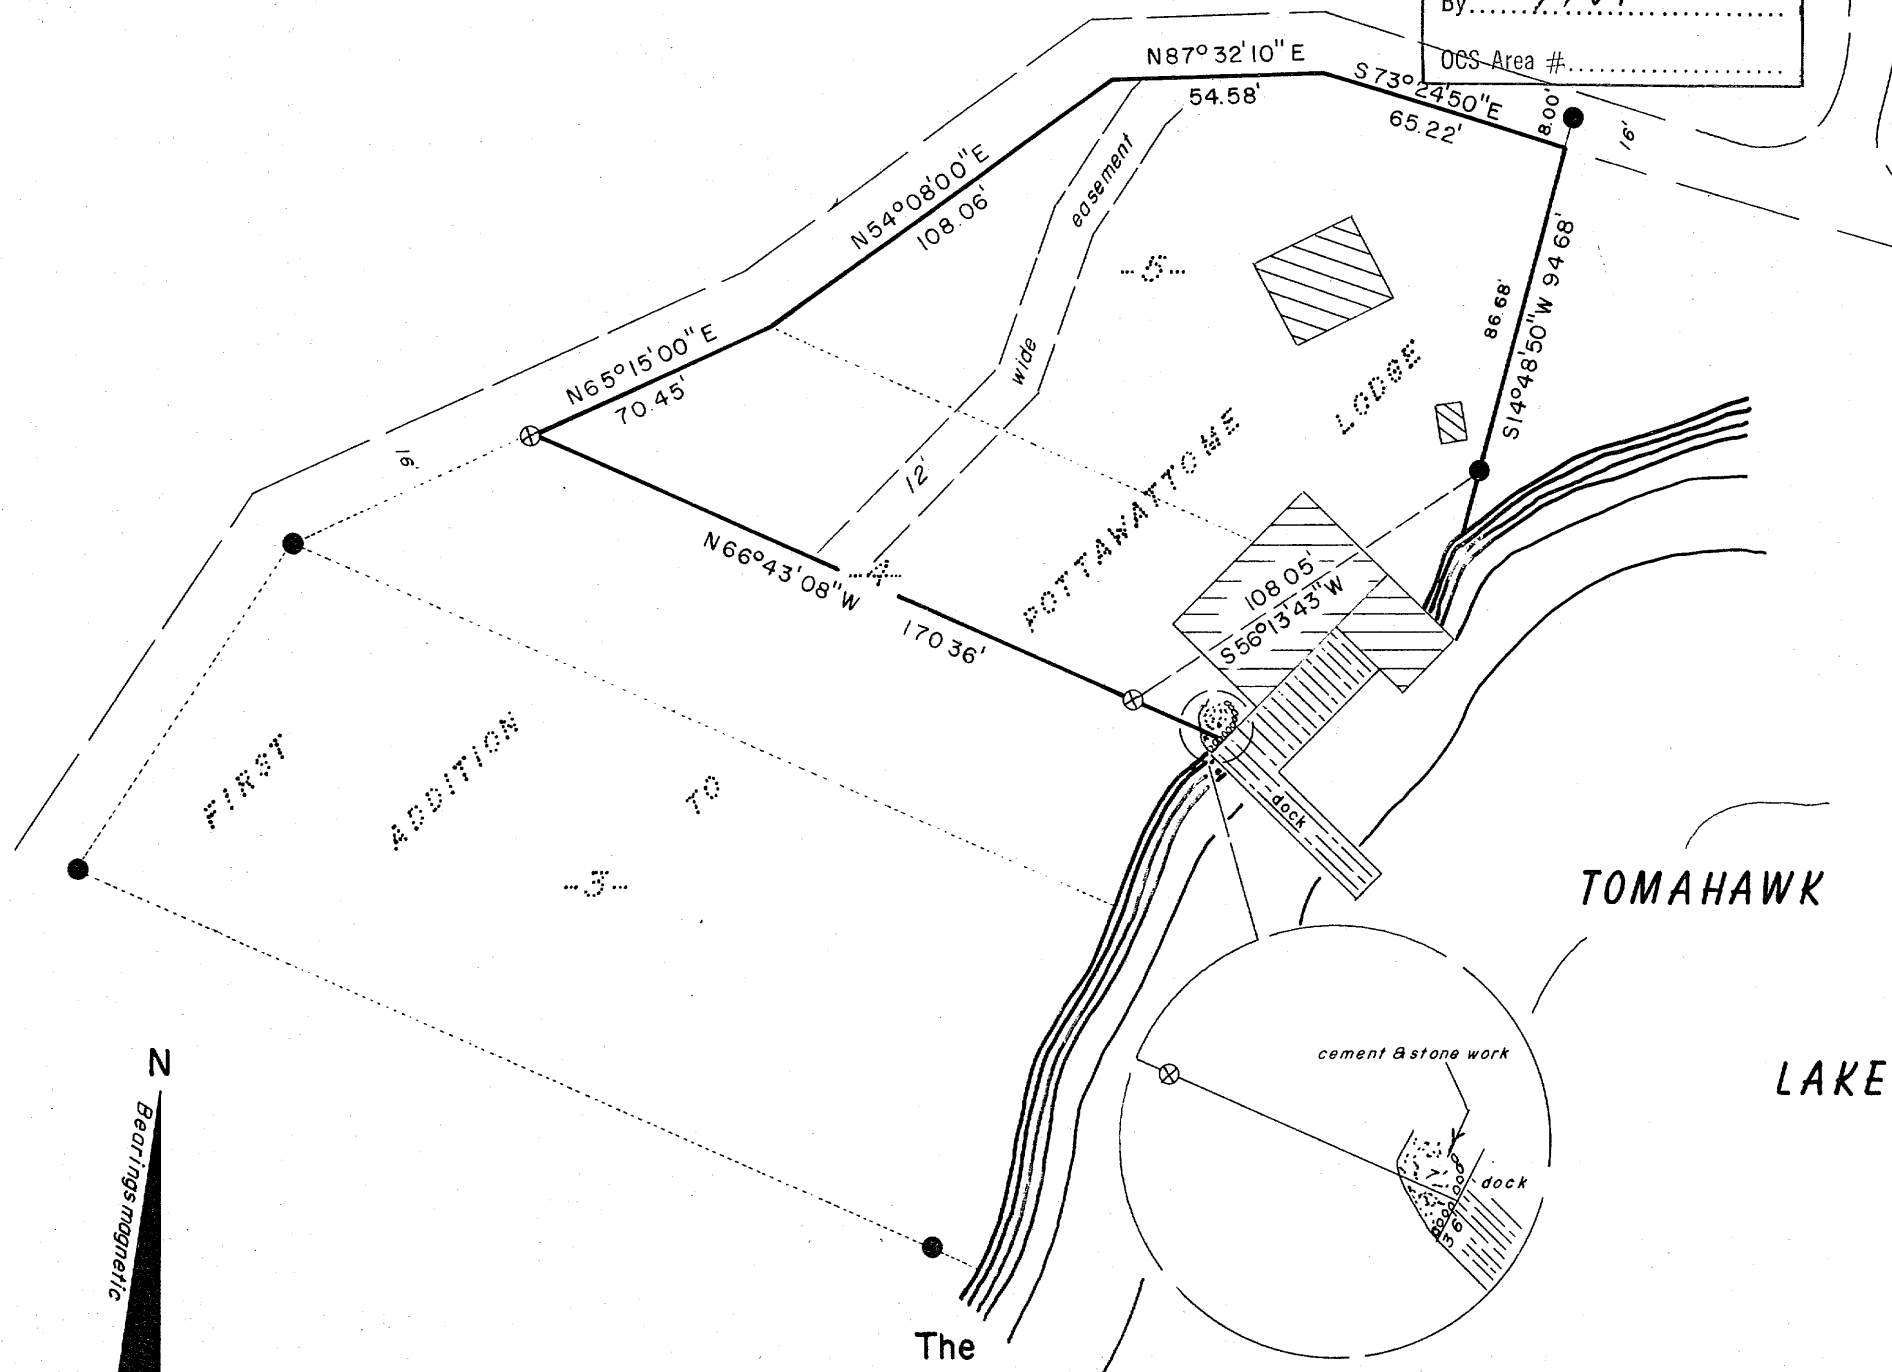 By
OCS Area #
N87°32'10"E
54.58'
S73°24'50"E
65.22'
8.00'
16'
N54°08'00"E
108.06'
easement
wide
12'
-5-
86.68'
S14°48'50"W 94 68'
N65°15'00"E
70.45'
16'
LODGE
POTTAWATTOME
N66°43'08"W
-4-
170 36'
108 05'
S56°13'43"W
FIRST
ADDITION
TO
-3-
dock
TOMAHAWK
LAKE
cement & stone work
dock
36'
N
Bearings magnetic
The